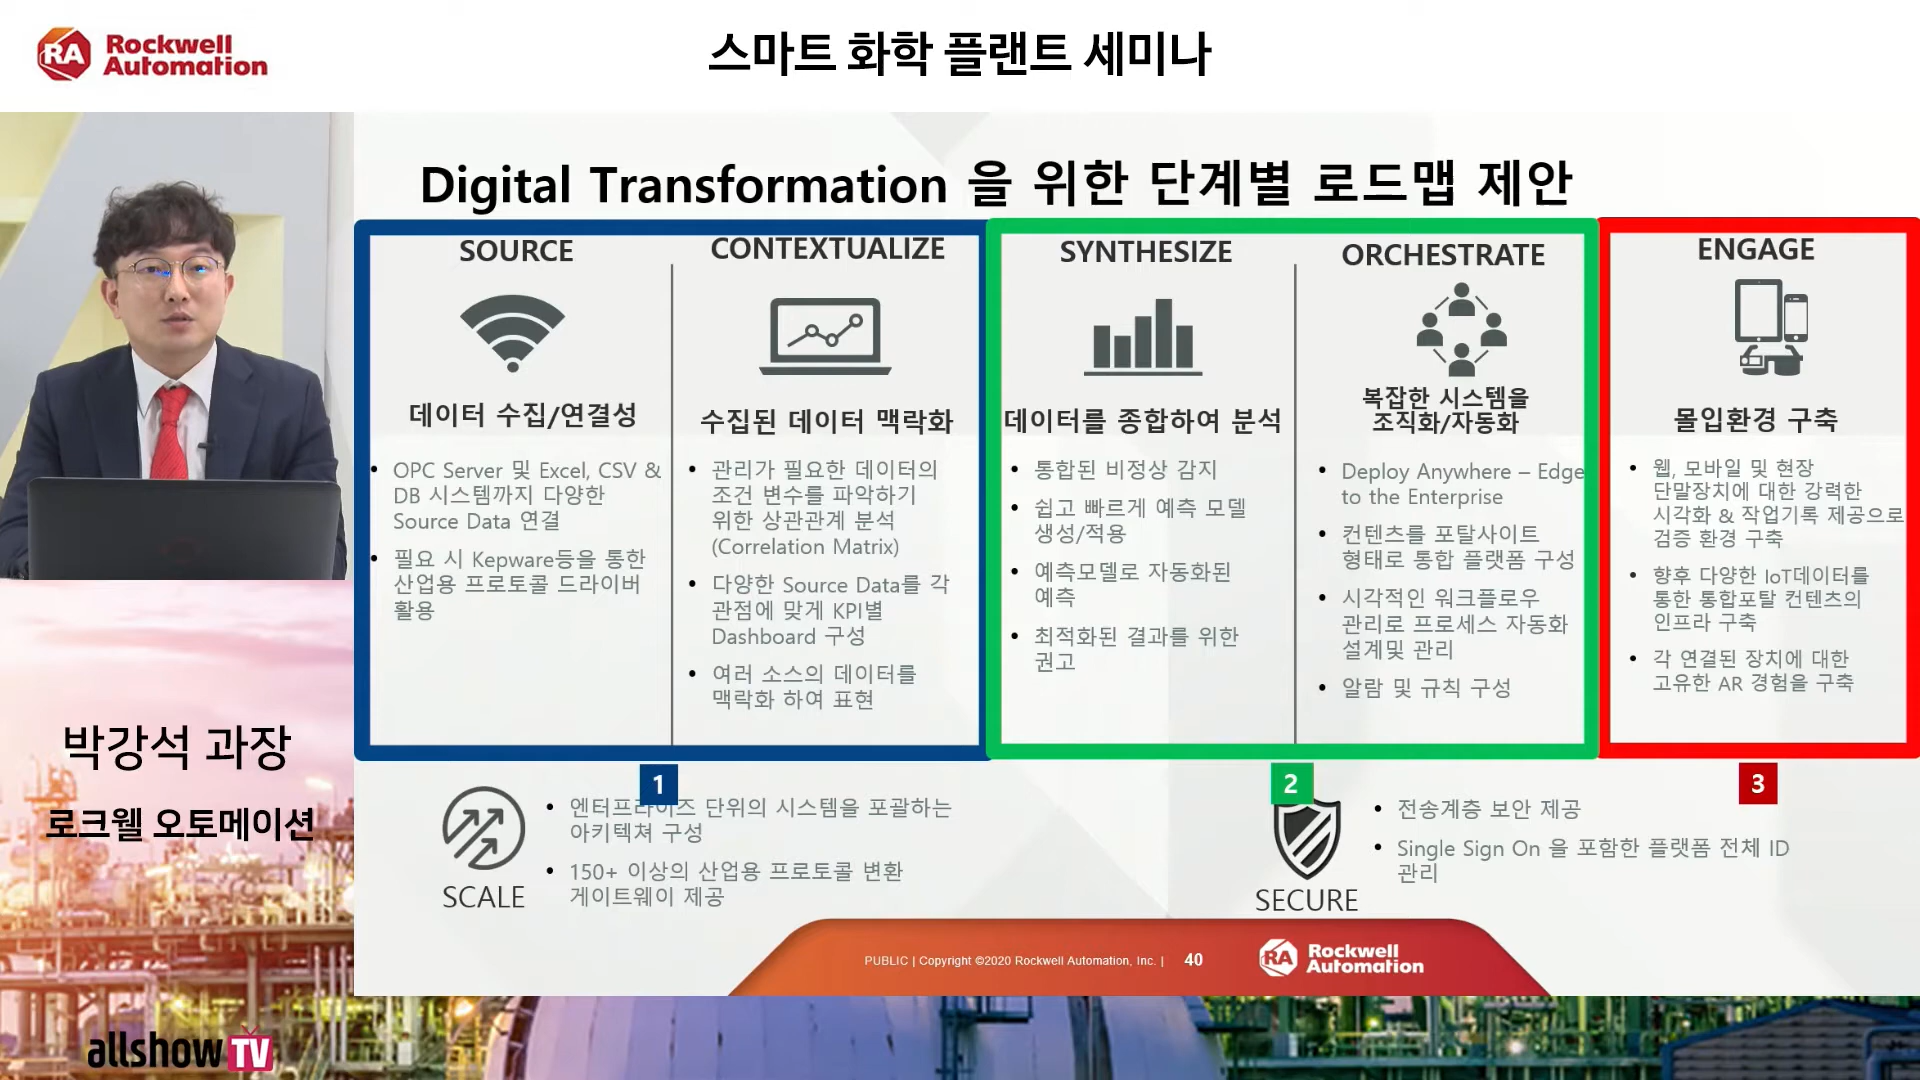 Rockwell
Automation
스마트 화학 플랜트 세미나
Digital Transformation 을 위한 단계별 로드맵 제안
SOURCE
데이터 수집/연결성
• OPC Server 및 Excel, CSV &
DB 시스템까지 다양한
Source Data 연결
• 필요 시 Kepware등을 통한
산업용 프로토콜 드라이버
활용
CONTEXTUALIZE
수집된 데이터 맥락화
• 관리가 필요한 데이터의
조건 변수를 파악하기
위한 상관관계 분석
(Correlation Matrix)
• 다양한 Source Data를 각
관점에 맞게 KPI별
Dashboard 구성
• 여러 소스의 데이터를
맥락화 하여 표현
SYNTHESIZE
데이터를 종합하여 분석
• 통합된 비정상 감지
• 쉽고 빠르게 예측 모델
생성/적용
• 예측모델로 자동화된
예측
• 최적화된 결과를 위한
권고
ORCHESTRATE
복잡한 시스템을
조직화/자동화
• Deploy Anywhere – Edge
to the Enterprise
• 컨텐츠를 포탈사이트
형태로 통합 플랫폼 구성
• 시각적인 워크플로우
관리로 프로세스 자동화
설계및 관리
• 알람 및 규칙 구성
ENGAGE
몰입환경 구축
• 웹, 모바일 및 현장
단말장치에 대한 강력한
시각화 & 작업기록 제공으로
검증 환경 구축
• 향후 다양한 IoT데이터를
통한 통합포탈 컨텐츠의
인프라 구축
• 각 연결된 장치에 대한
고유한 AR 경험을 구축
1
2
3
SCALE
• 엔터프라이즈 단위의 시스템을 포괄하는
아키텍쳐 구성
• 150+ 이상의 산업용 프로토콜 변환
게이트웨이 제공
SECURE
• 전송계층 보안 제공
• Single Sign On 을 포함한 플랫폼 전체 ID
관리
PUBLIC | Copyright ©2020 Rockwell Automation, Inc. | 40
RA Rockwell
Automation
박강석 과장
로크웰 오토메이션
allshow TV